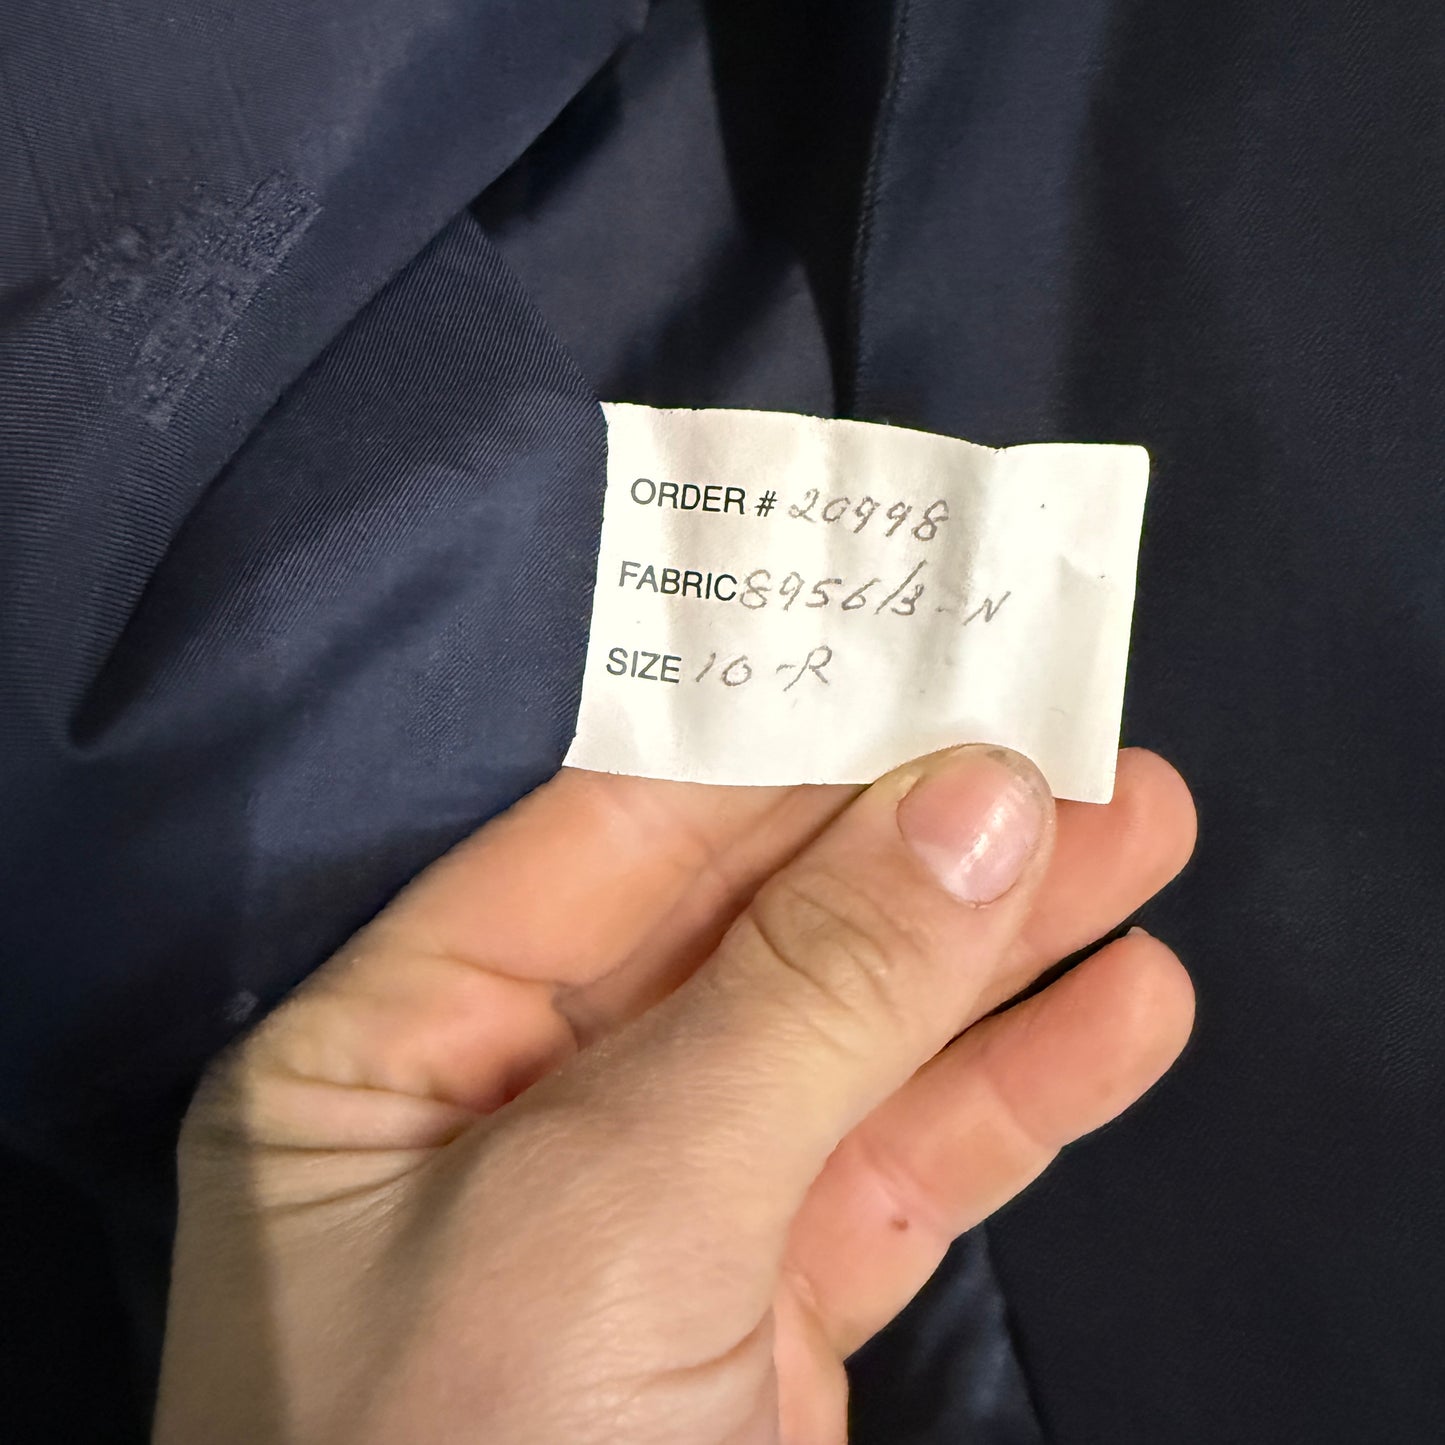 ORDER # 20998
FABRIC 8956/3-N
SIZE 10-R